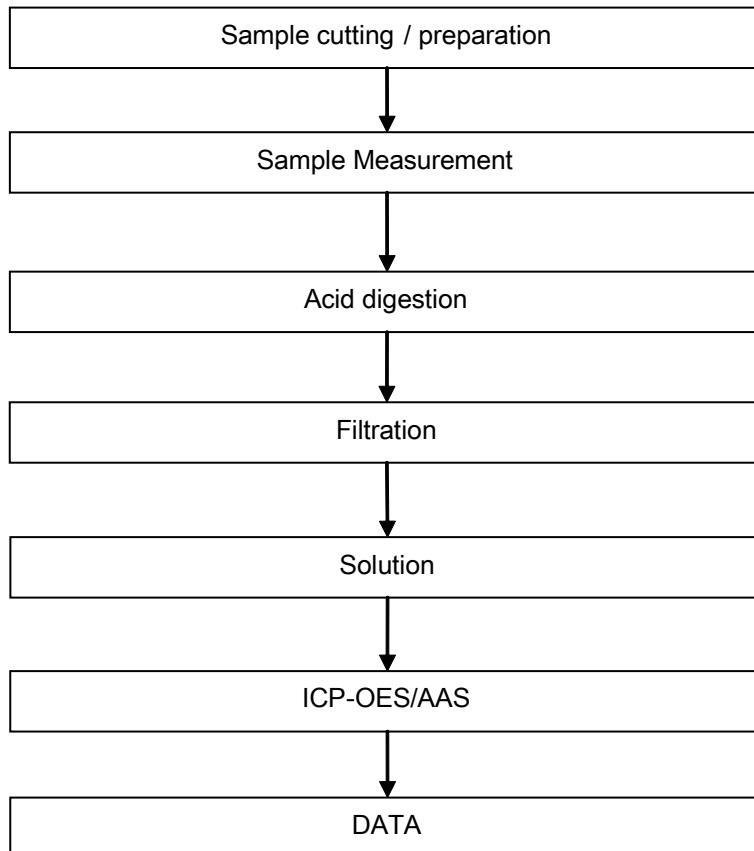 Sample cutting / preparation
Sample Measurement
Acid digestion
Filtration
Solution
ICP-OES/AAS
DATA